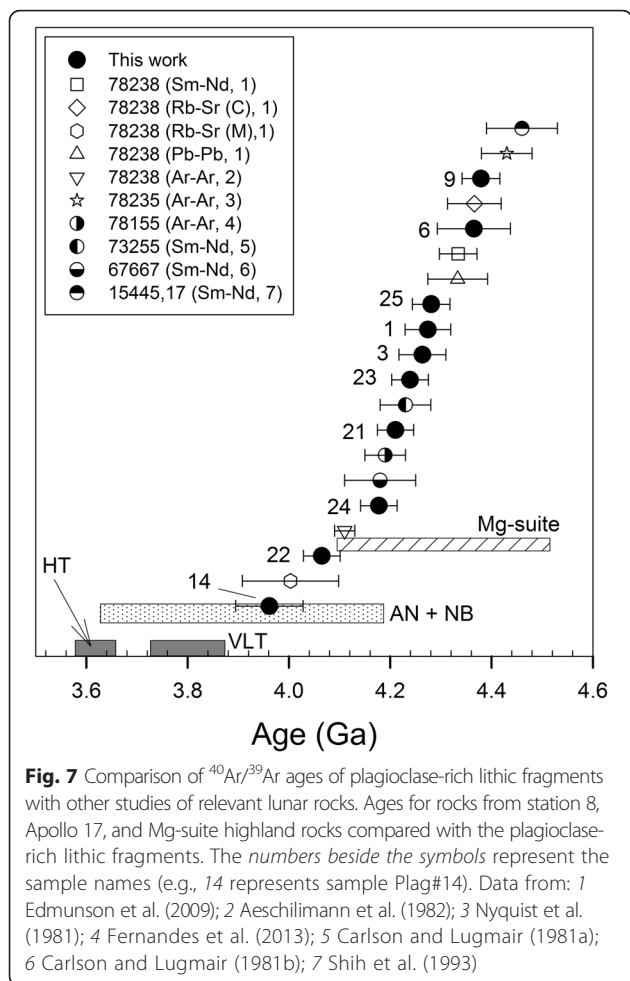 This work
78238 (Sm-Nd, 1)
78238 (Rb-Sr (C), 1)
78238 (Rb-Sr (M),1)
78238 (Pb-Pb, 1)
78238 (Ar-Ar, 2)
78235 (Ar-Ar, 3)
78155 (Ar-Ar, 4)
73255 (Sm-Nd, 5)
67667 (Sm-Nd, 6)
15445,17 (Sm-Nd, 7)
9
6
25
1
3
23
21
24
Mg-suite
22
14
HT
AN + NB
VLT
3.6 3.8 4.0 4.2 4.4 4.6
Age (Ga)
Fig. 7 Comparison of ⁴⁰Ar/³⁹Ar ages of plagioclase-rich lithic fragments
with other studies of relevant lunar rocks. Ages for rocks from station 8,
Apollo 17, and Mg-suite highland rocks compared with the plagioclase-
rich lithic fragments. The numbers beside the symbols represent the
sample names (e.g., 14 represents sample Plag#14). Data from: 1
Edmunson et al. (2009); 2 Aeschilimann et al. (1982); 3 Nyquist et al.
(1981); 4 Fernandes et al. (2013); 5 Carlson and Lugmair (1981a);
6 Carlson and Lugmair (1981b); 7 Shih et al. (1993)